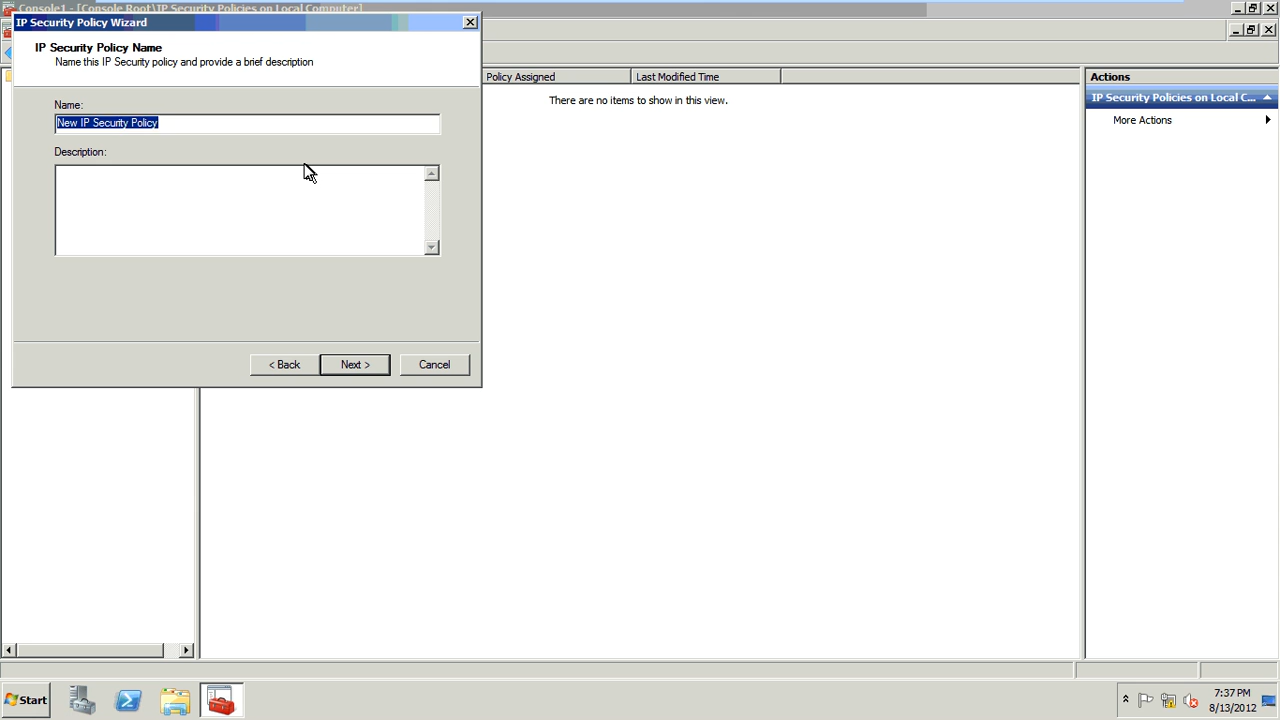 Console1 - [Console Root\IP Security Policies on Local Computer]
IP Security Policy Wizard
IP Security Policy Name
Name this IP Security policy and provide a brief description
Name:
New IP Security Policy
Description:
< Back
Next >
Cancel
Policy Assigned
Last Modified Time
There are no items to show in this view.
Actions
IP Security Policies on Local C...
More Actions
Start
7:37 PM
8/13/2012